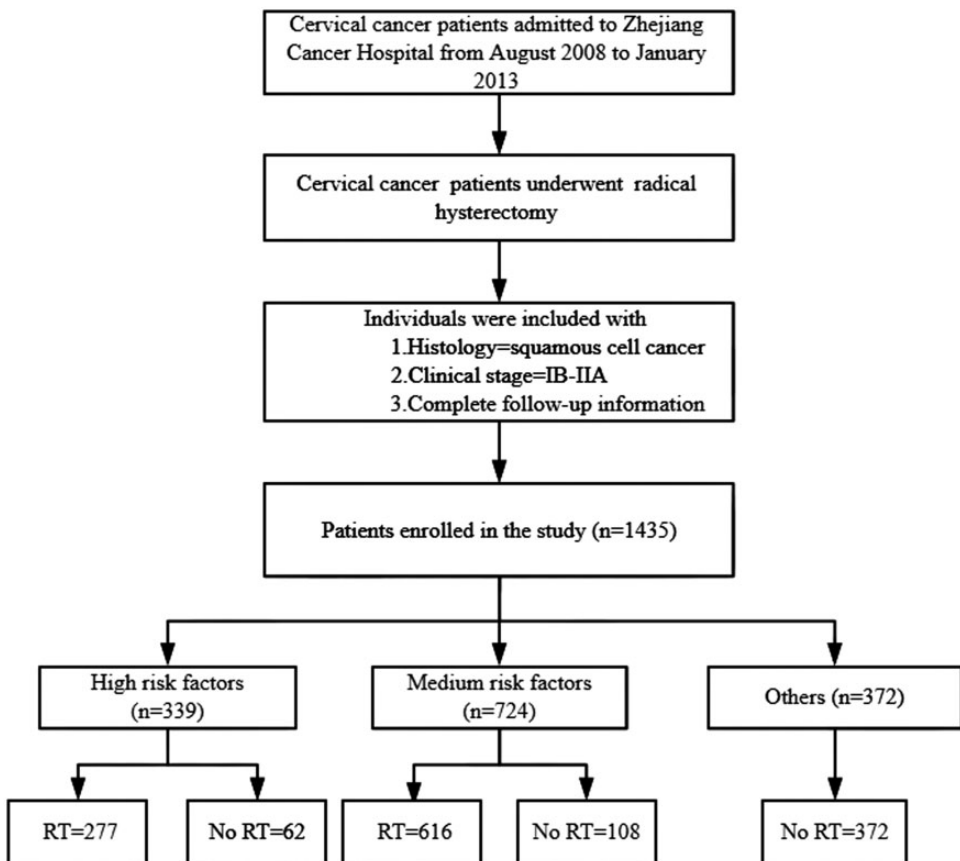 Cervical cancer patients admitted to Zhejiang
Cancer Hospital from August 2008 to January
2013
Cervical cancer patients underwent radical
hysterectomy
Individuals were included with
1.Histology=squamous cell cancer
2.Clinical stage=IB-IIA
3.Complete follow-up information
Patients enrolled in the study (n=1435)
High risk factors
(n=339)
Medium risk factors
(n=724)
Others (n=372)
RT=277
No RT=62
RT=616
No RT=108
No RT=372